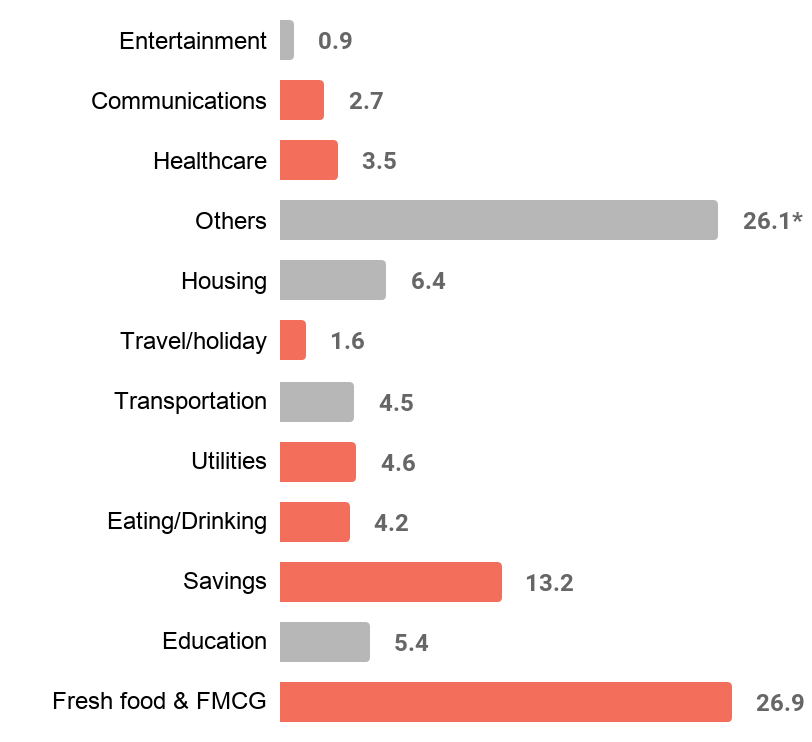 Entertainment 0.9
Communications 2.7
Healthcare 3.5
Others 26.1*
Housing 6.4
Travel/holiday 1.6
Transportation 4.5
Utilities 4.6
Eating/Drinking 4.2
Savings 13.2
Education 5.4
Fresh food & FMCG 26.9